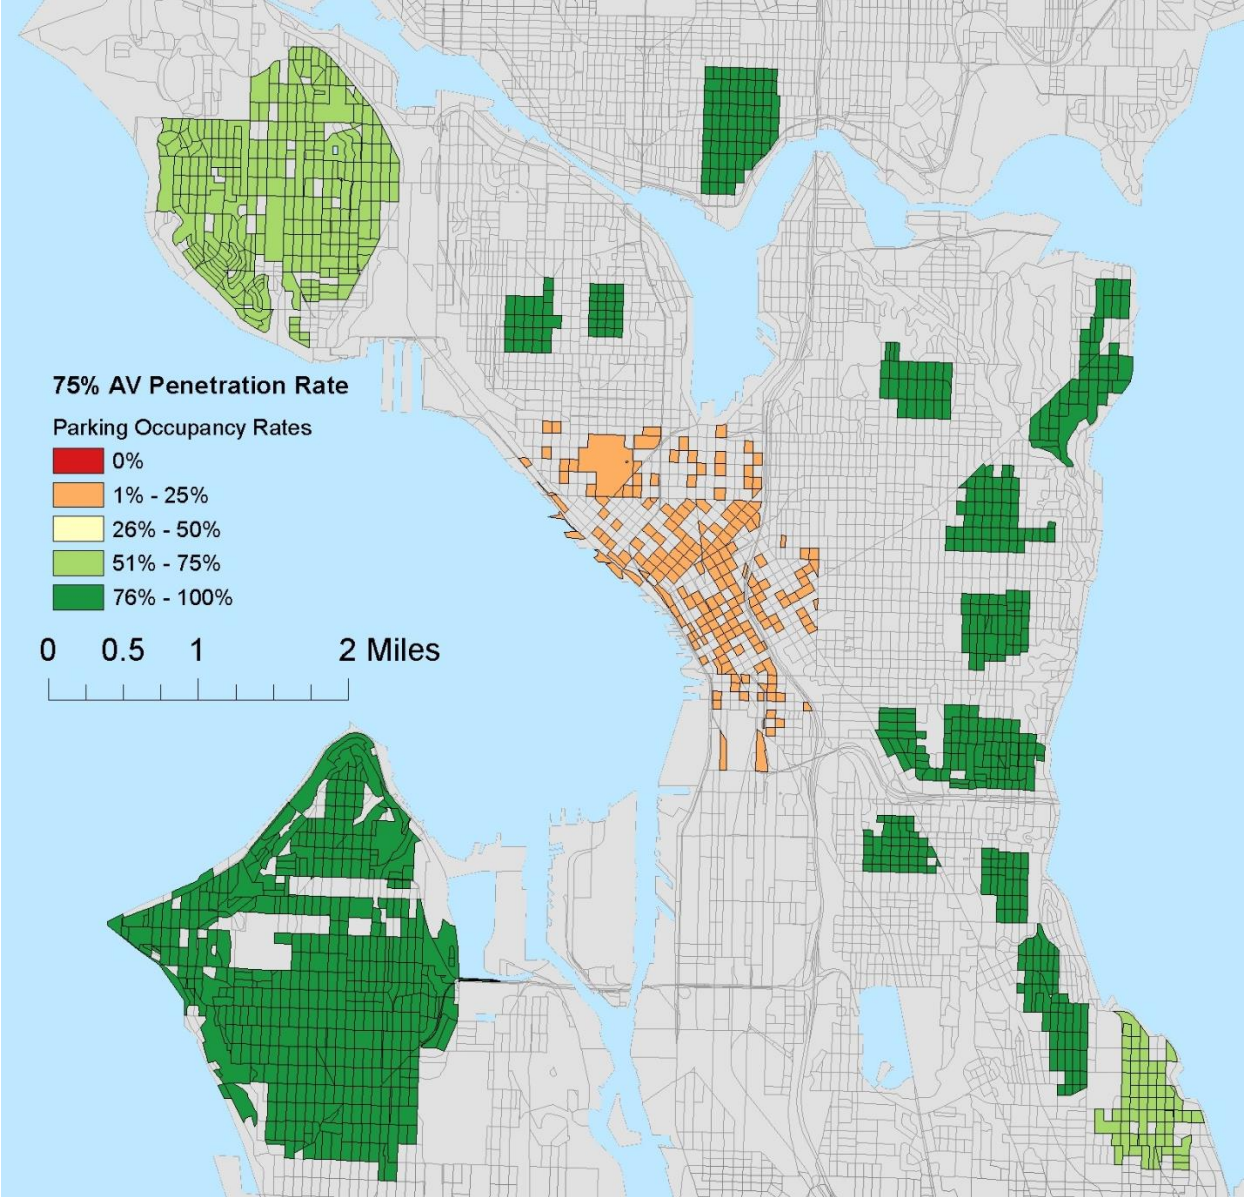 75% AV Penetration Rate
Parking Occupancy Rates
0%
1% - 25%
26% - 50%
51% - 75%
76% - 100%
0 0.5 1 2 Miles